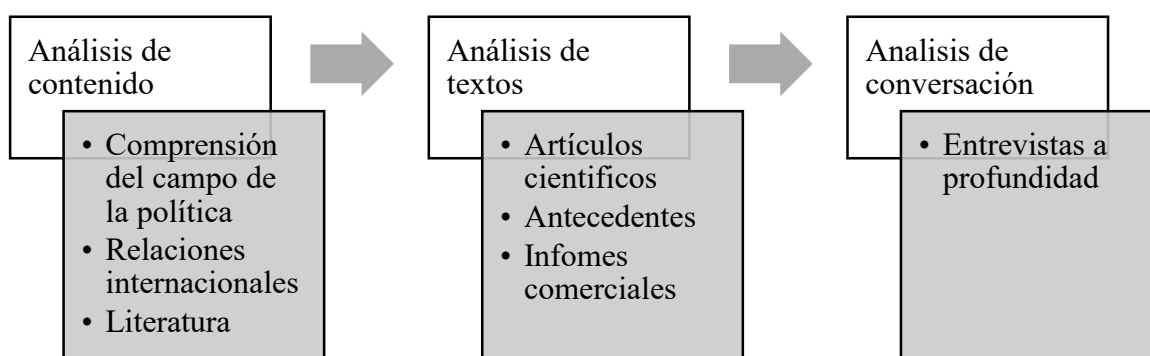 Análisis de
contenido
• Comprensión
del campo de
la política
• Relaciones
internacionales
• Literatura
Análisis de
textos
• Artículos
cientificos
• Antecedentes
• Infomes
comerciales
Analisis de
conversación
• Entrevistas a
profundidad